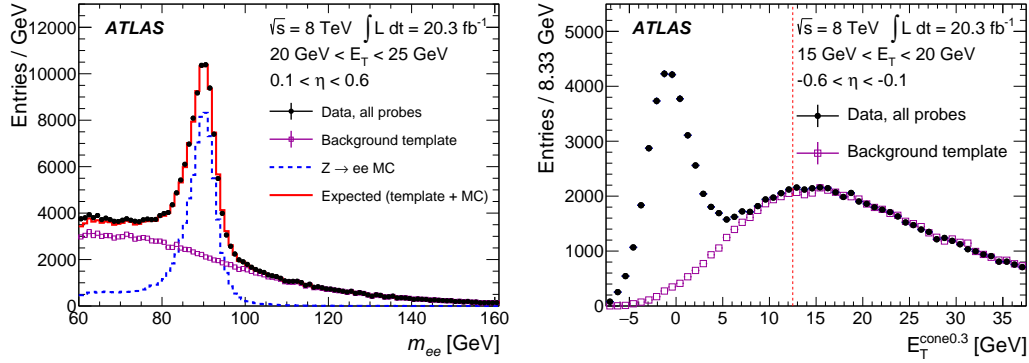 ATLAS
√s = 8 TeV ∫ L dt = 20.3 fb⁻¹
20 GeV < E_T < 25 GeV
0.1 < η < 0.6
Data, all probes
Background template
Z → ee MC
Expected (template + MC)
Entries / GeV
12000
10000
8000
6000
4000
2000
0
60 80 100 120 140 160
m_ee [GeV]
ATLAS
√s = 8 TeV ∫ L dt = 20.3 fb⁻¹
15 GeV < E_T < 20 GeV
-0.6 < η < -0.1
Data, all probes
Background template
Entries / 8.33 GeV
5000
4000
3000
2000
1000
0
−5 0 5 10 15 20 25 30 35
E_T^cone0.3 [GeV]